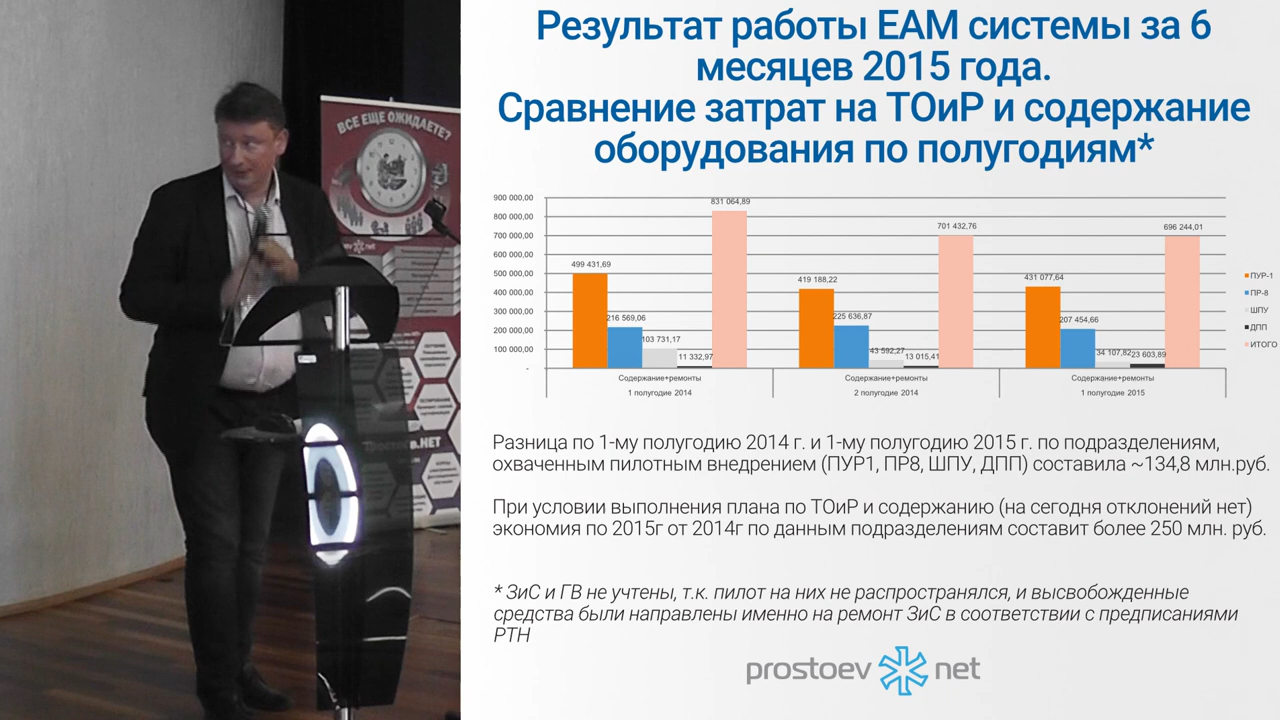 Результат работы ЕАМ системы за 6
месяцев 2015 года.
Сравнение затрат на ТОиР и содержание
оборудования по полугодиям*
ВСЕ ЕЩЕ ОЖИДАЕТЕ?
900 000,00
800 000,00
700 000,00
600 000,00
500 000,00
400 000,00
300 000,00
200 000,00
100 000,00
-
499 431,69
216 569,06
103 731,17
11 332,97
831 064,89
419 188,22
225 636,87
43 592,27
13 015,41
701 432,76
431 077,64
207 454,66
34 107,82
23 603,89
696 244,01
Содержание+ремонты
Содержание+ремонты
Содержание+ремонты
1 полугодие 2014
2 полугодие 2014
1 полугодие 2015
ПУР-1
ПР-8
ШПУ
ДПП
ИТОГО
Разница по 1-му полугодию 2014 г. и 1-му полугодию 2015 г. по подразделениям,
охваченным пилотным внедрением (ПУР1, ПР8, ШПУ, ДПП) составила ~134,8 млн.руб.
При условии выполнения плана по ТОиР и содержанию (на сегодня отклонений нет)
экономия по 2015г от 2014г по данным подразделениям составит более 250 млн. руб.
* ЗиС и ГВ не учтены, т.к. пилот на них не распространялся, и высвобожденные
средства были направлены именно на ремонт ЗиС в соответствии с предписаниями
РТН
prostoev net